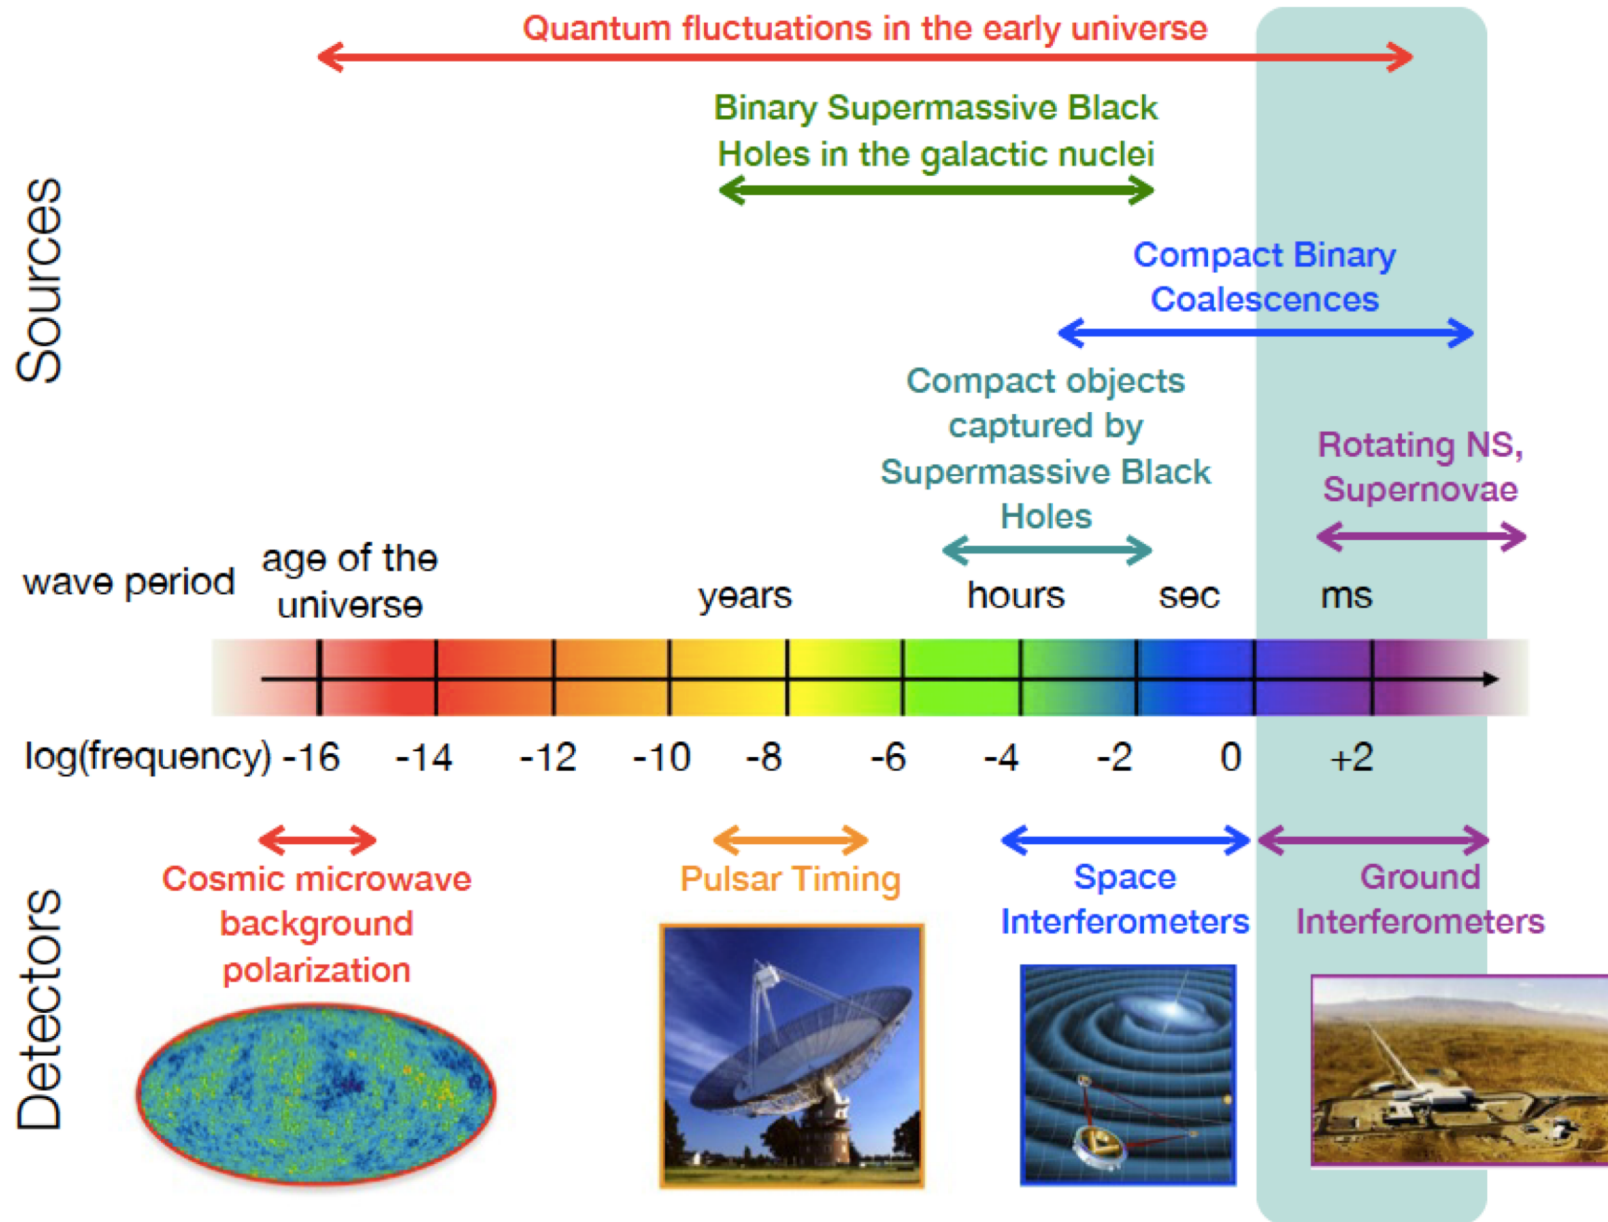 Quantum fluctuations in the early universe
Binary Supermassive Black
Holes in the galactic nuclei
Compact Binary
Coalescences
Compact objects
captured by
Supermassive Black
Holes
Rotating NS,
Supernovae
Sources
wave period
age of the
universe
years
hours
sec
ms
log(frequency) -16 -14 -12 -10 -8 -6 -4 -2 0 +2
Detectors
Cosmic microwave
background
polarization
Pulsar Timing
Space
Interferometers
Ground
Interferometers